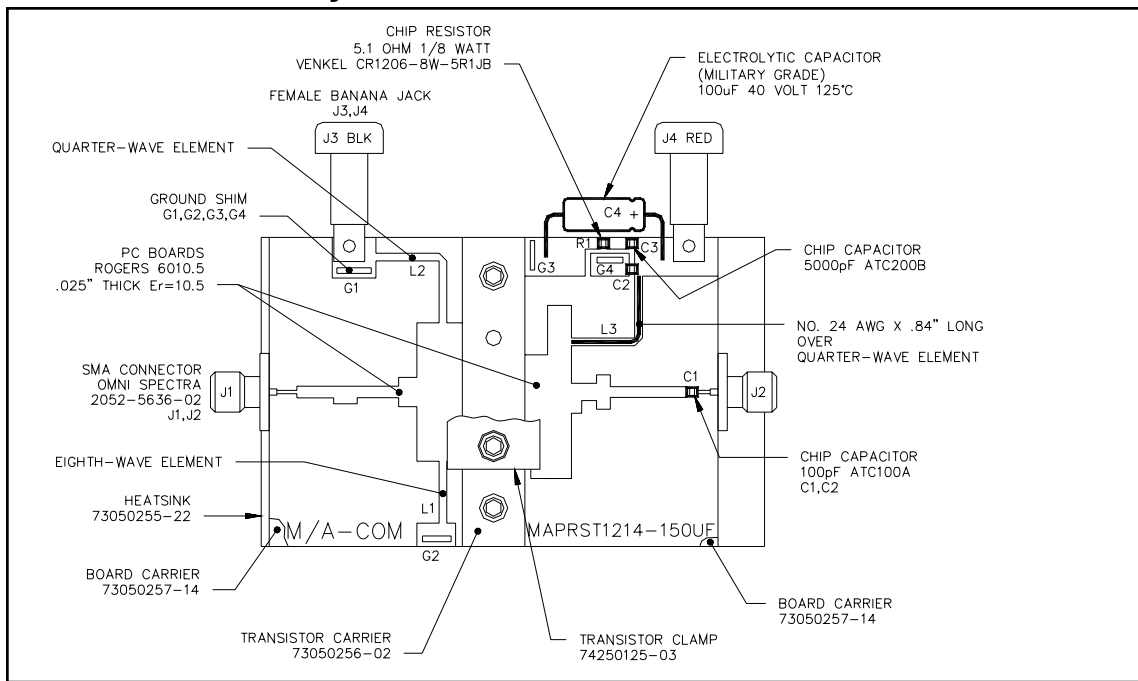 CHIP RESISTOR
5.1 OHM 1/8 WATT
VENKEL CR1206-8W-5R1JB
ELECTROLYTIC CAPACITOR
(MILITARY GRADE)
100uF 40 VOLT 125°C
FEMALE BANANA JACK
J3,J4
J3 BLK
J4 RED
QUARTER-WAVE ELEMENT
GROUND SHIM
G1,G2,G3,G4
C4 +
R1
C3
G3
G4
C2
L2
G1
PC BOARDS
ROGERS 6010.5
.025" THICK Er=10.5
CHIP CAPACITOR
5000pF ATC200B
L3
NO. 24 AWG X .84" LONG
OVER
QUARTER-WAVE ELEMENT
SMA CONNECTOR
OMNI SPECTRA
2052-5636-02
J1,J2
J1
C1
J2
CHIP CAPACITOR
100pF ATC100A
C1,C2
EIGHTH-WAVE ELEMENT
L1
HEATSINK
73050255-22
M/A-COM
MAPRST1214-150UF
G2
BOARD CARRIER
73050257-14
BOARD CARRIER
73050257-14
TRANSISTOR CARRIER
73050256-02
TRANSISTOR CLAMP
74250125-03